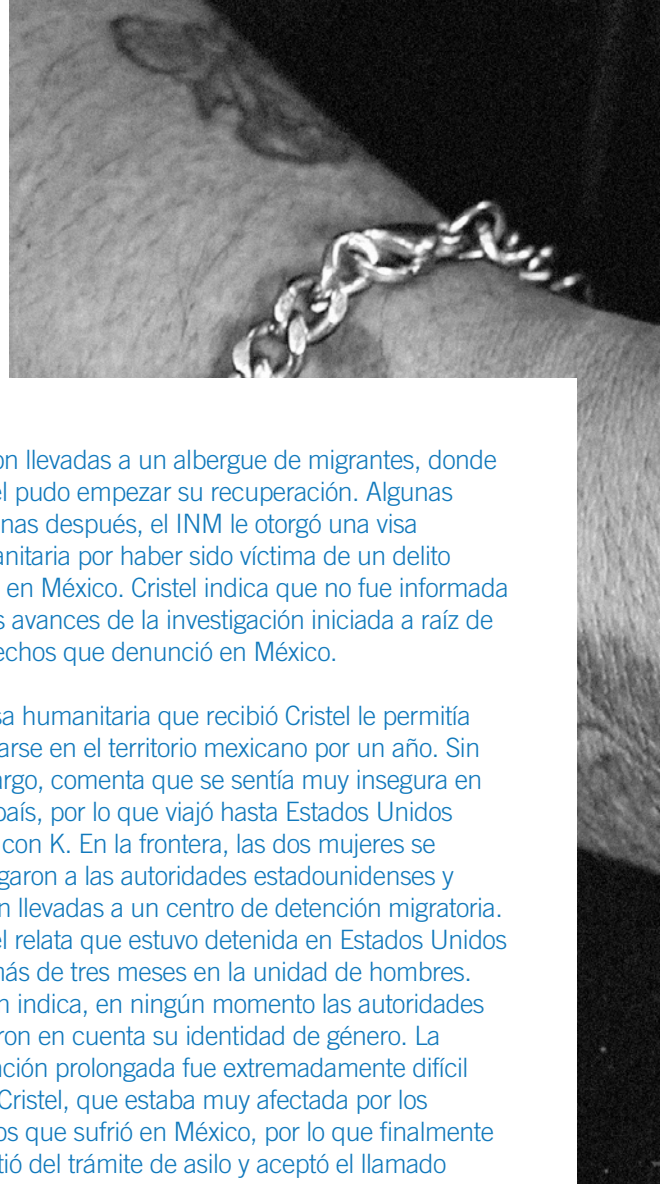 on llevadas a un albergue de migrantes, donde
el pudo empezar su recuperación. Algunas
nas después, el INM le otorgó una visa
anitaria por haber sido víctima de un delito
en México. Cristel indica que no fue informada
s avances de la investigación iniciada a raíz de
echos que denunció en México.
sa humanitaria que recibió Cristel le permitía
arse en el territorio mexicano por un año. Sin
argo, comenta que se sentía muy insegura en
país, por lo que viajó hasta Estados Unidos
con K. En la frontera, las dos mujeres se
garon a las autoridades estadounidenses y
n llevadas a un centro de detención migratoria.
el relata que estuvo detenida en Estados Unidos
más de tres meses en la unidad de hombres.
n indica, en ningún momento las autoridades
ron en cuenta su identidad de género. La
nción prolongada fue extremadamente difícil
Cristel, que estaba muy afectada por los
os que sufrió en México, por lo que finalmente
tió del trámite de asilo y aceptó el llamado